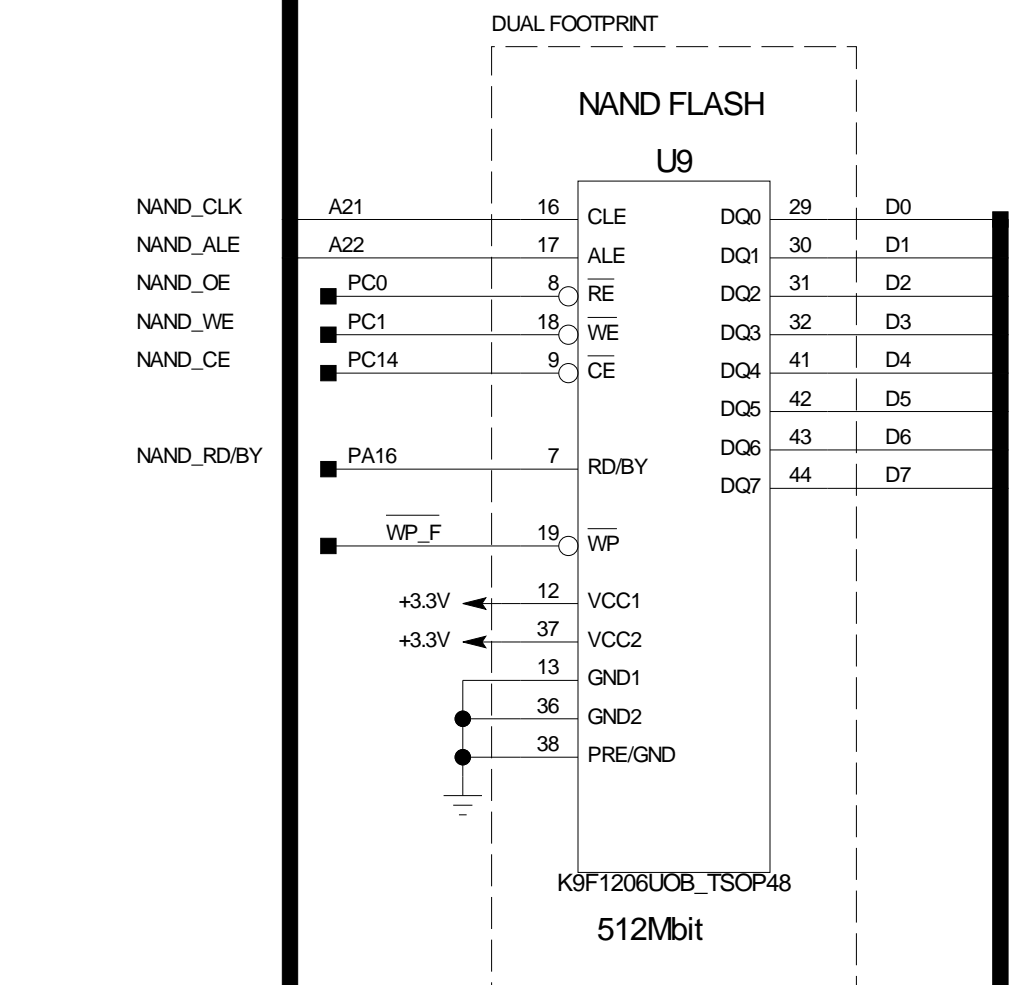 DUAL FOOTPRINT
NAND FLASH
U9
NAND_CLK A21 16 CLE DQ0 29 D0
NAND_ALE A22 17 ALE DQ1 30 D1
NAND_OE PC0 8 RE DQ2 31 D2
NAND_WE PC1 18 WE DQ3 32 D3
NAND_CE PC14 9 CE DQ4 41 D4
DQ5 42 D5
DQ6 43 D6
NAND_RD/BY PA16 7 RD/BY
DQ7 44 D7
WP_F 19 WP
+3.3V 12 VCC1
+3.3V 37 VCC2
13 GND1
36 GND2
38 PRE/GND
K9F1206UOB_TSOP48
512Mbit